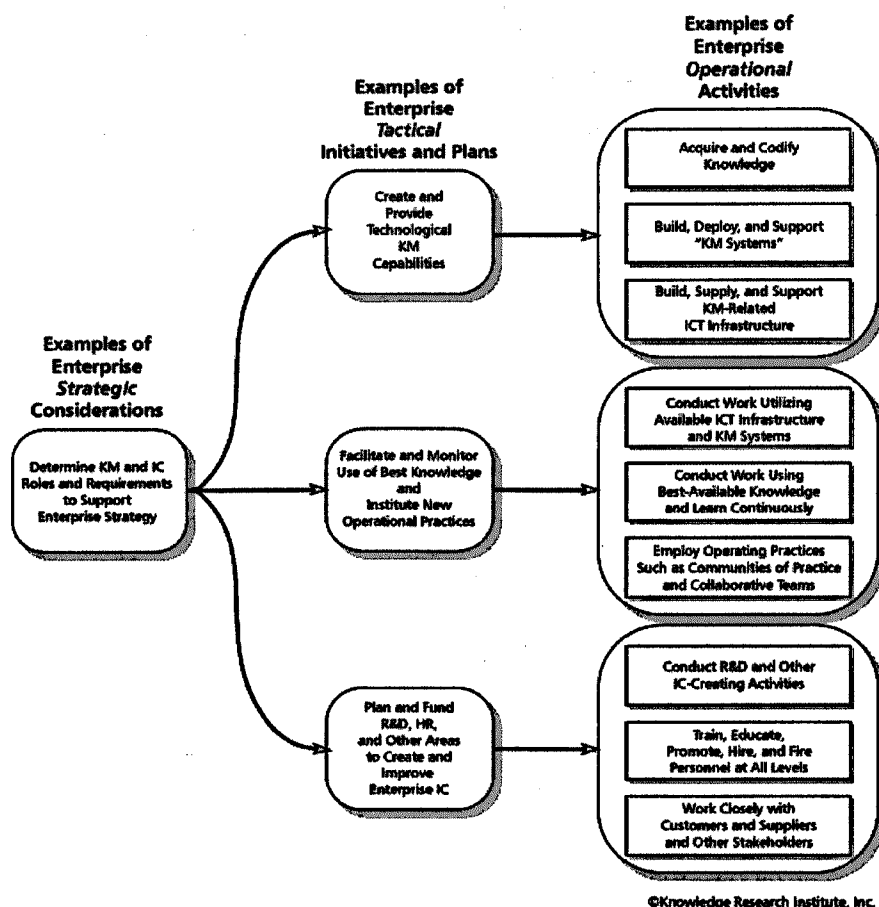 Examples of
Enterprise
Operational
Activities
Examples of
Enterprise
Tactical
Initiatives and Plans
Acquire and Codify
Knowledge
Create and
Provide
Technological
KM
Capabilities
Build, Deploy, and Support
"KM Systems"
Build, Supply, and Support
KM-Related
ICT Infrastructure
Examples of
Enterprise
Strategic
Considerations
Determine KM and IC
Roles and Requirements
to Support
Enterprise Strategy
Facilitate and Monitor
Use of Best Knowledge
and
Institute New
Operational Practices
Conduct Work Utilizing
Available ICT Infrastructure
and KM Systems
Conduct Work Using
Best-Available Knowledge
and Learn Continuously
Employ Operating Practices
Such as Communities of Practice
and Collaborative Teams
Plan and Fund
R&D, HR,
and Other Areas
to Create and
Improve
Enterprise IC
Conduct R&D and Other
IC-Creating Activities
Train, Educate,
Promote, Hire, and Fire
Personnel at All Levels
Work Closely with
Customers and Suppliers
and Other Stakeholders
©Knowledge Research Institute, Inc.